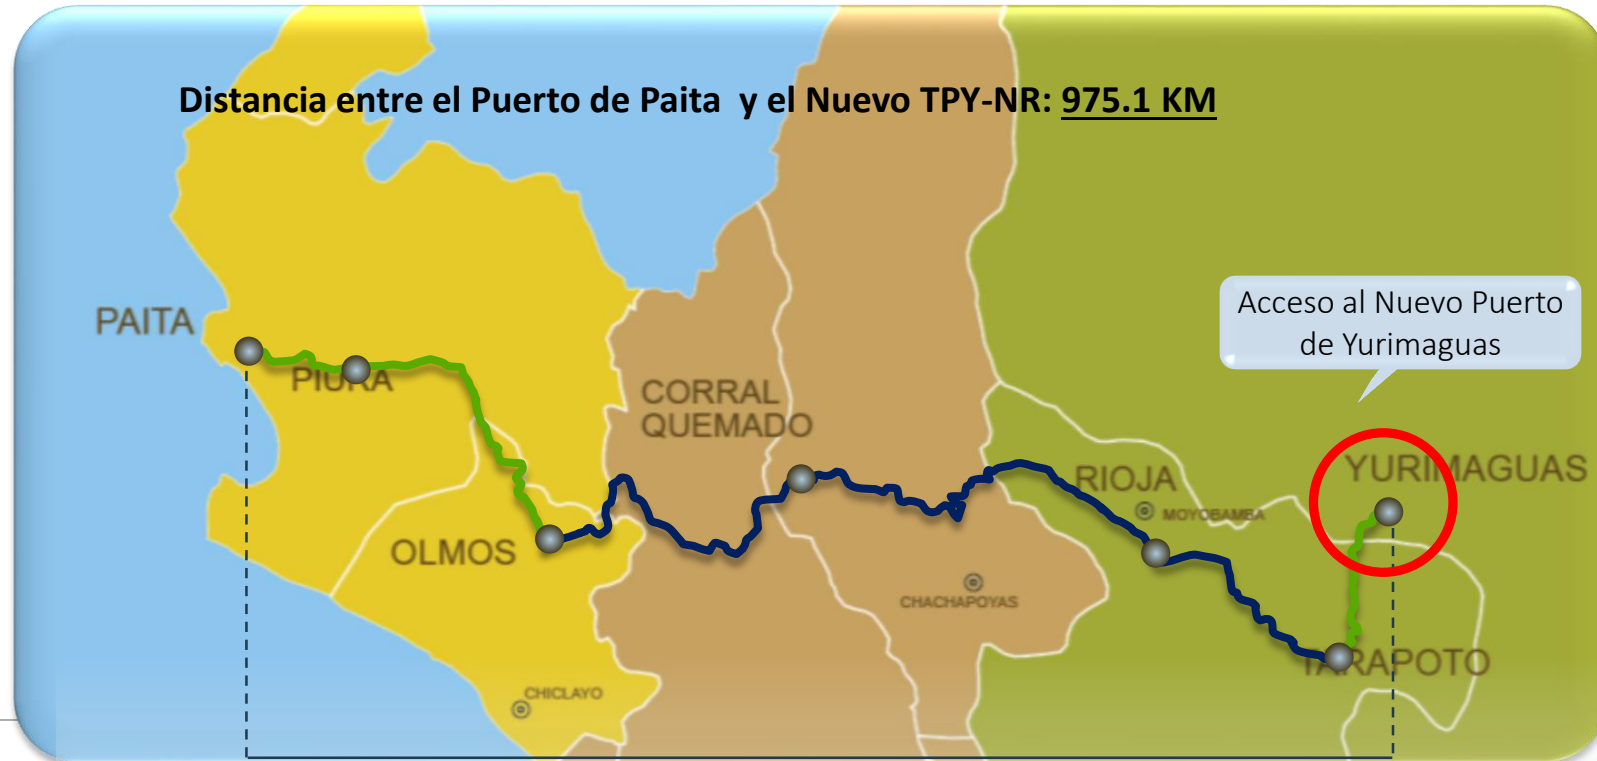 Distancia entre el Puerto de Paita y el Nuevo TPY-NR: 975.1 KM
Acceso al Nuevo Puerto
de Yurimaguas
PAITA
PIURA
CORRAL
QUEMADO
RIOJA
YURIMAGUAS
MOYOBAMBA
OLMOS
CHACHAPOYAS
TARAPOTO
CHICLAYO